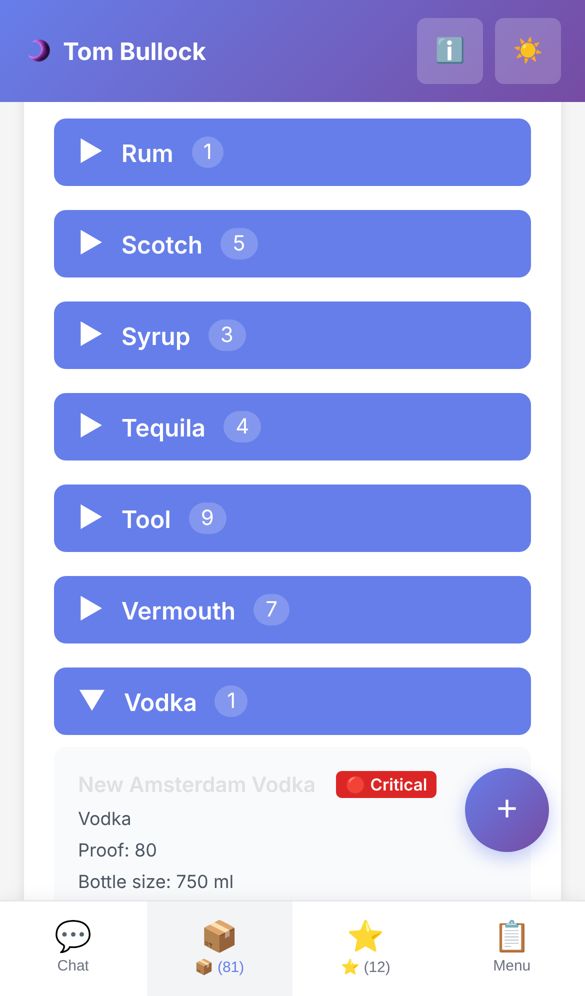 Tom Bullock
Rum 1
Scotch 5
Syrup 3
Tequila 4
Tool 9
Vermouth 7
Vodka 1
New Amsterdam Vodka Critical
Vodka
Proof: 80
Bottle size: 750 ml
+
Chat
(81)
(12)
Menu